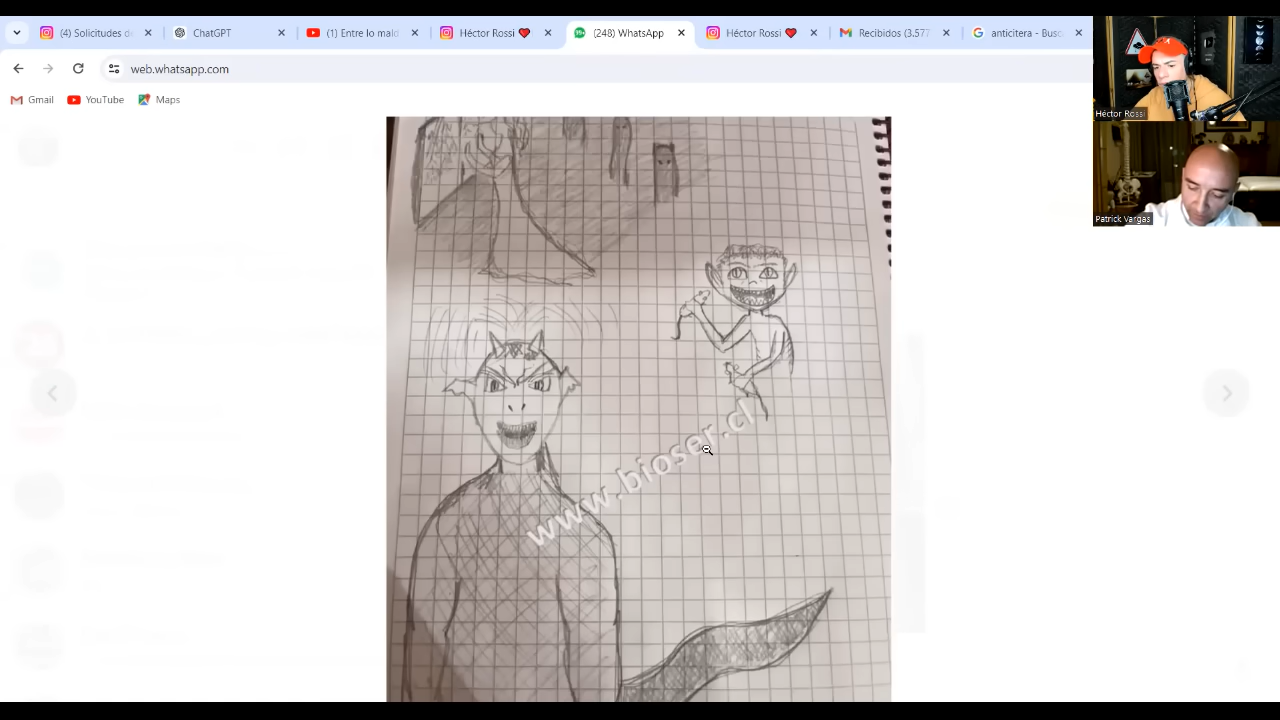 (4) Solicitudes d
ChatGPT
(1) Entre lo mald
Héctor Rossi ❤️
(248) WhatsApp
Héctor Rossi ❤️
Recibidos (3.577
anticitera - Busc
web.whatsapp.com
Gmail
YouTube
Maps
Héctor Rossi
Patrick Vargas
www.bioser.cl